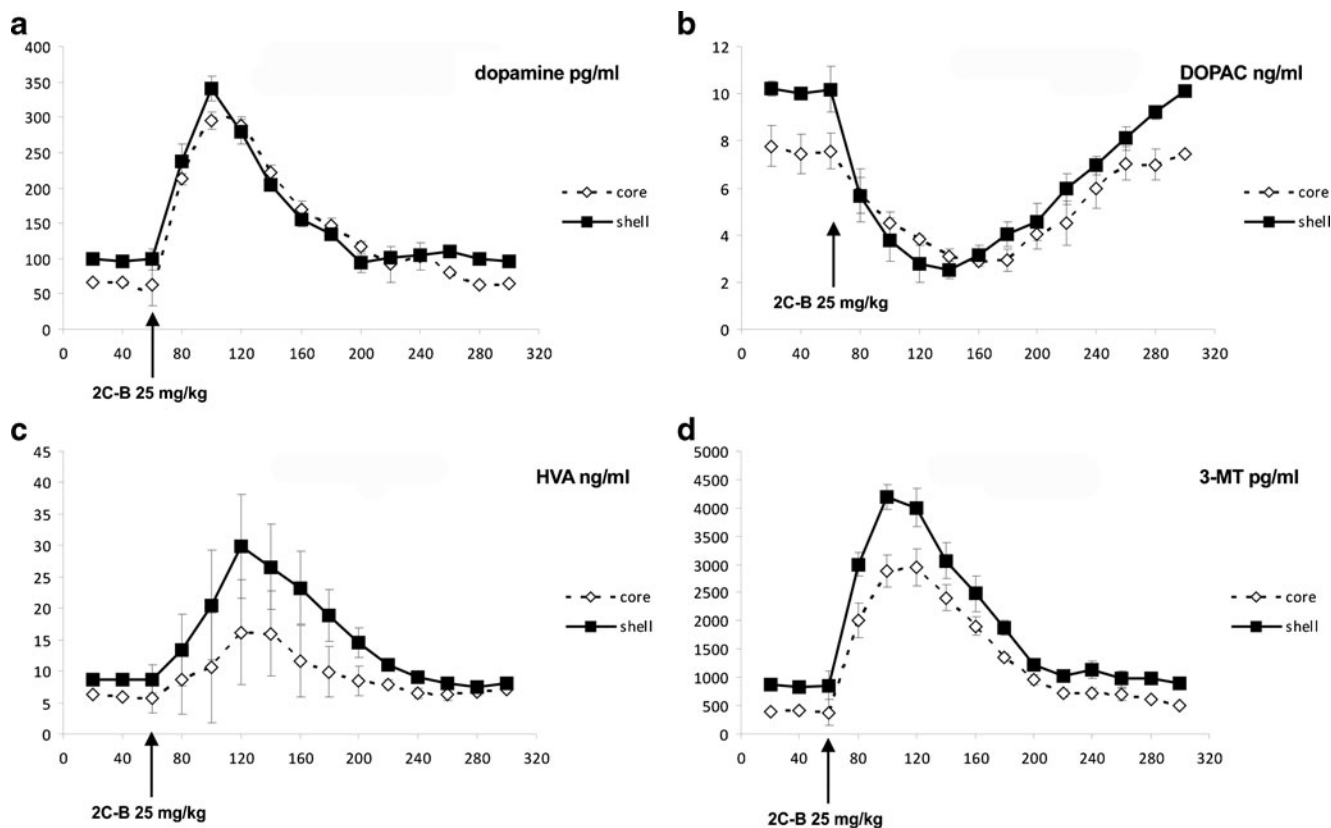 a
400
350
300
250
200
150
100
50
0
0 40 80 120 160 200 240 280 320
dopamine pg/ml
core
shell
2C-B 25 mg/kg
b
12
10
8
6
4
2
0
0 40 80 120 160 200 240 280 320
DOPAC ng/ml
core
shell
2C-B 25 mg/kg
c
45
40
35
30
25
20
15
10
5
0
0 40 80 120 160 200 240 280 320
HVA ng/ml
core
shell
2C-B 25 mg/kg
d
5000
4500
4000
3500
3000
2500
2000
1500
1000
500
0
0 40 80 120 160 200 240 280 320
3-MT pg/ml
core
shell
2C-B 25 mg/kg